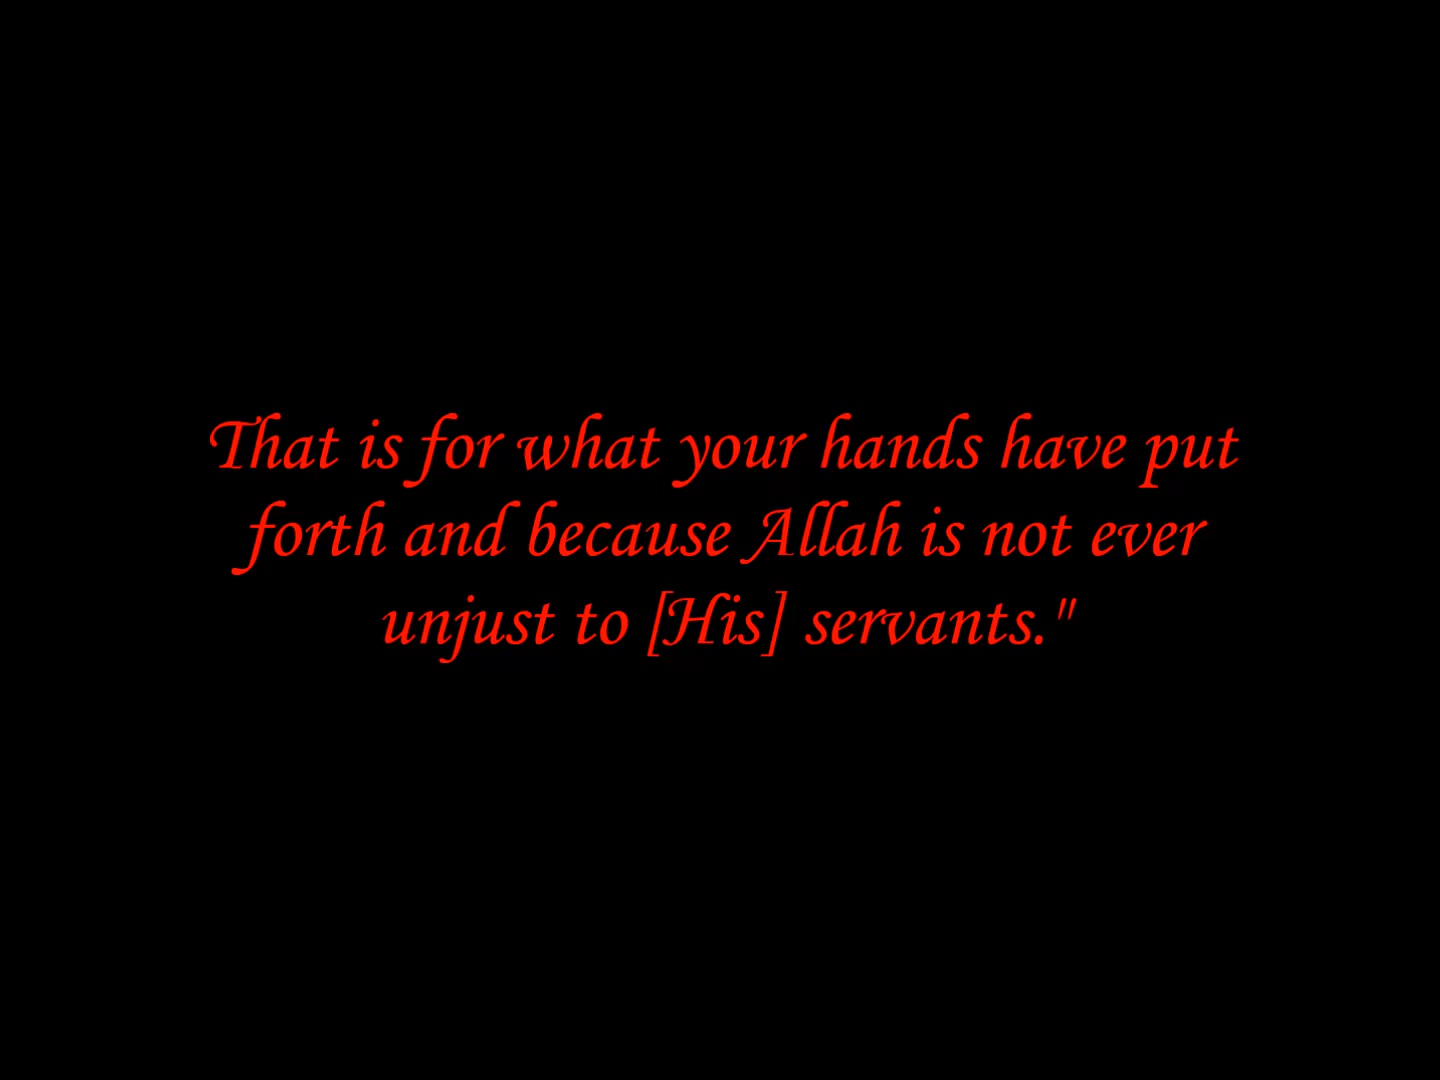 That is for what your hands have put
forth and because Allah is not ever
unjust to [His] servants."